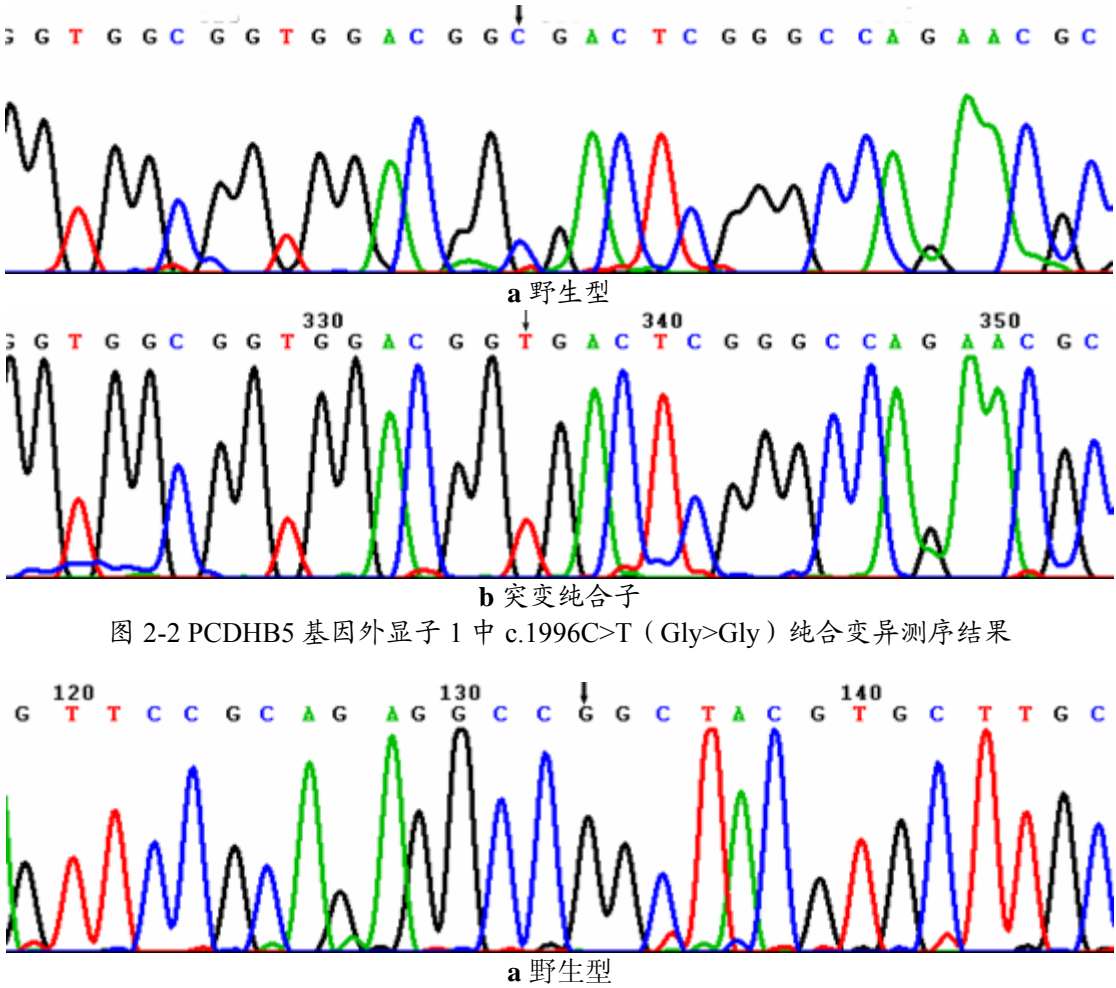 G G T G G C G G T G G A C G G C G A C T C G G G C C A G A A C G C
a 野生型
330 340 350
G G T G G C G G T G G A C G G T G A C T C G G G C C A G A A C G C
b 突变纯合子
图 2-2 PCDHB5 基因外显子 1 中 c.1996C>T（Gly>Gly）纯合变异测序结果
120 130 140
G T T C C G C A G A G G C C G G C T A C G T G C T T G C
a 野生型